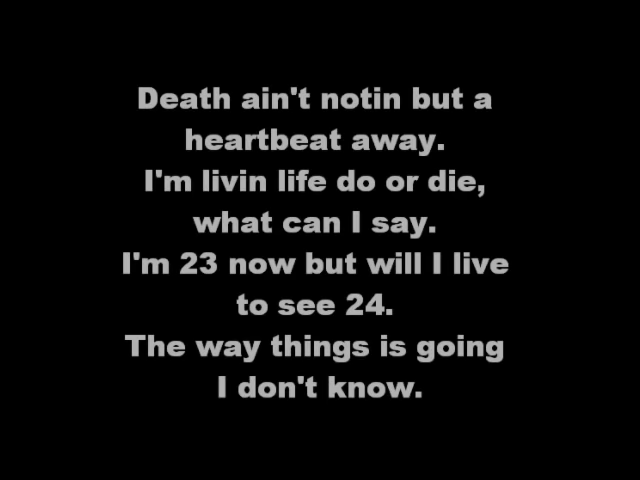 Death ain't notin but a
heartbeat away.
I'm livin life do or die,
what can I say.
I'm 23 now but will I live
to see 24.
The way things is going
I don't know.